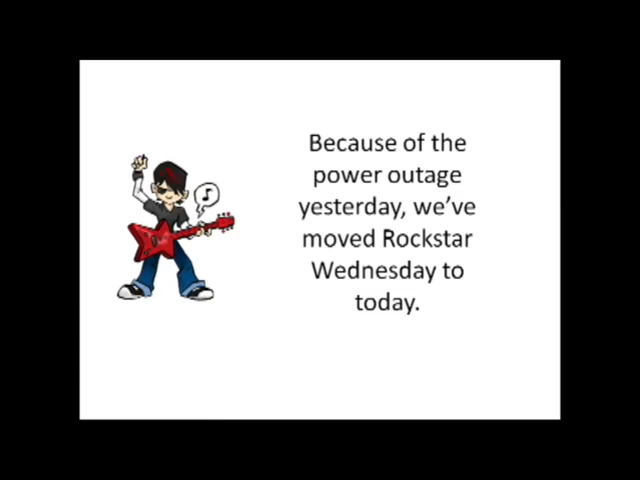 Because of the
power outage
yesterday, we’ve
moved Rockstar
Wednesday to
today.